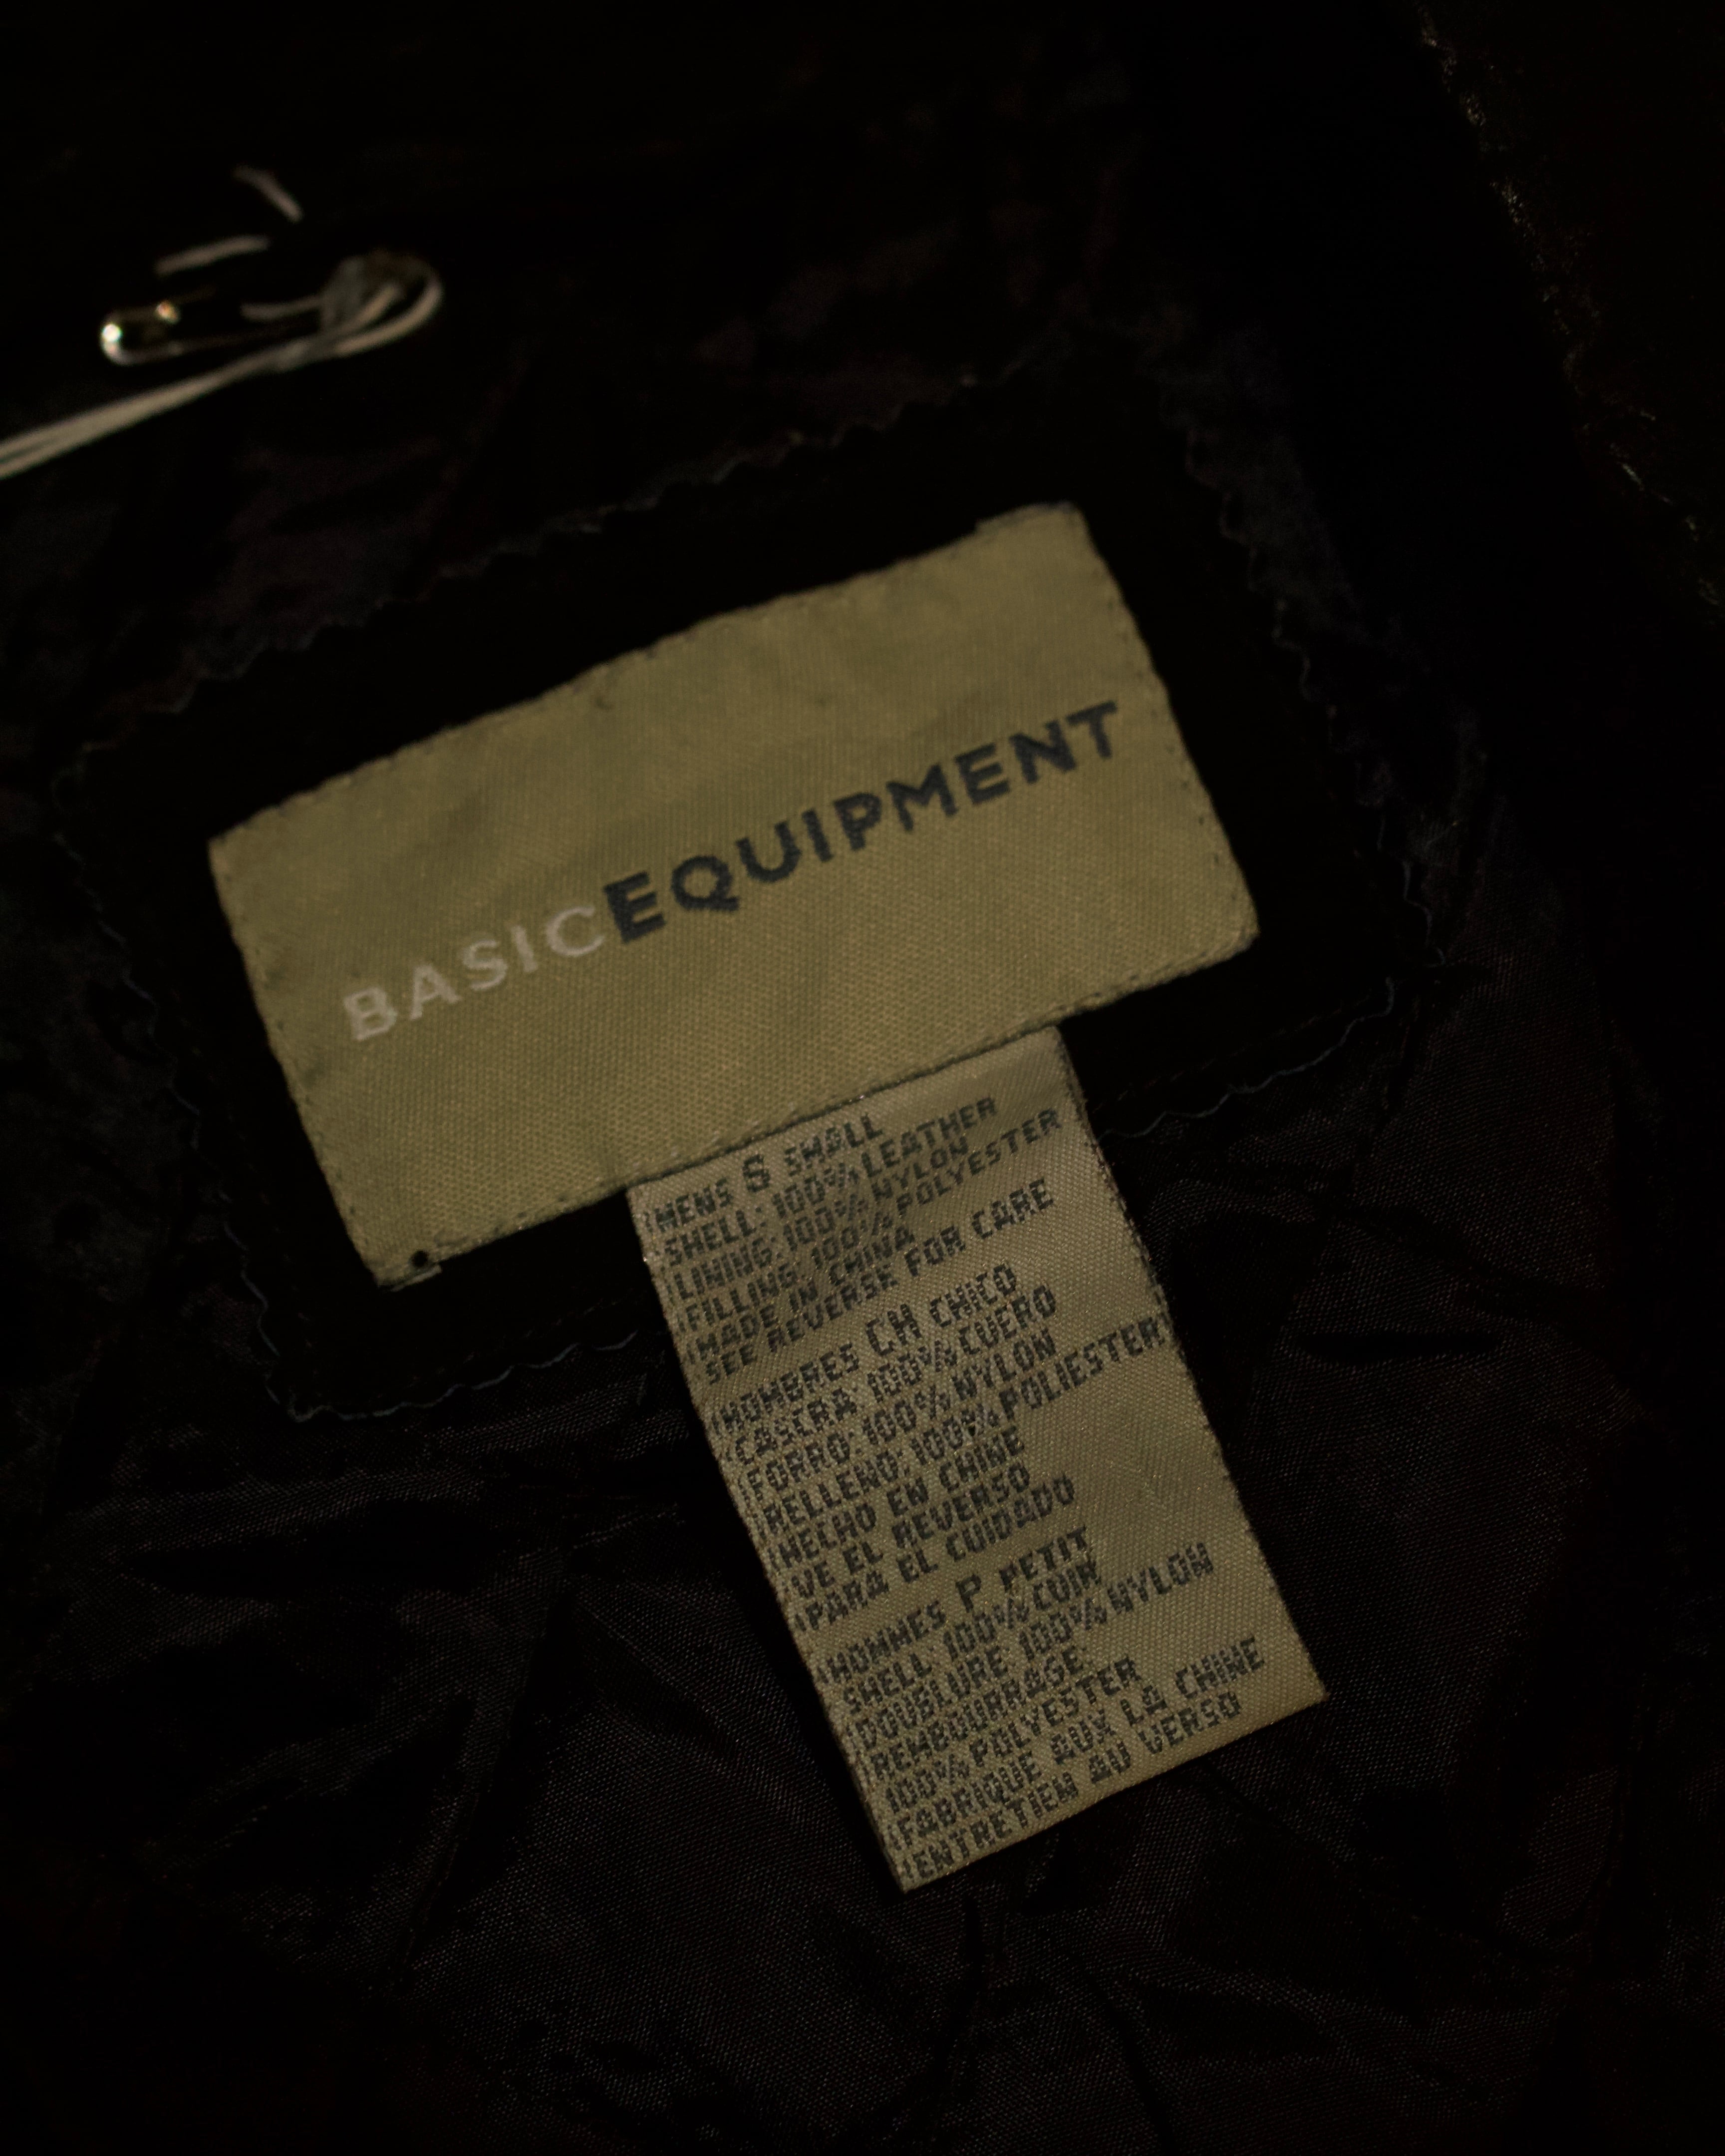 BASICEQUIPMENT
MENS S SMALL
SHELL: 100% LEATHER
LINING: 100% NYLON
FILLING: 100% POLYESTER
MADE IN CHINA
SEE REVERSE FOR CARE
HOMBRES CH CHICO
CASCRA: 100% CUERO
FORRO: 100% NYLON
RELLENO: 100% POLIESTER
HECHO EN CHINE
VE EL REVERSO
PARA EL CUIDADO
HOMMES P PETIT
SHELL: 100% CUIR
DOUBLURE 100% NYLON
REMBOURRAGE:
100% POLYESTER
FABRIQUE AUX LA CHINE
ENTRETIEN AU VERSO